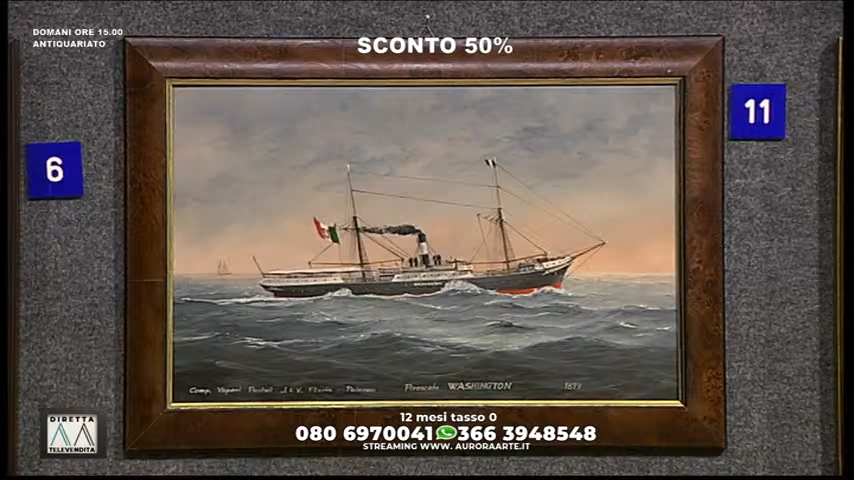 DOMANI ORE 15.00
ANTIQUARIATO
SCONTO 50%
11
6
Comp. Vapori Postali J. & V. Florio - Palermo Piroscafo WASHINGTON 1879
DIRETTA
TELEVENDITA
12 mesi tasso 0
080 6970041 366 3948548
STREAMING WWW. AURORAARTE.IT